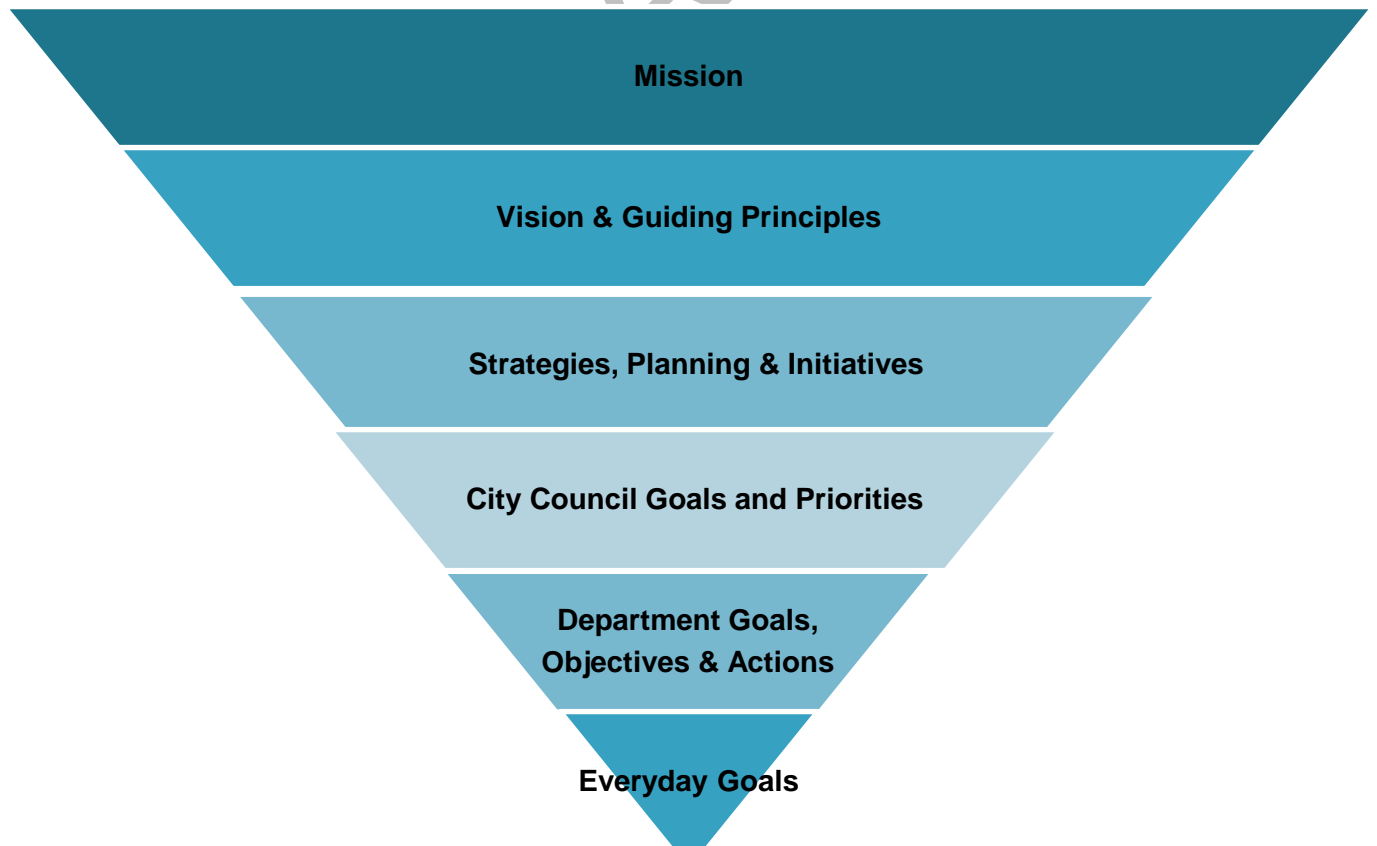 Mission
Vision & Guiding Principles
Strategies, Planning & Initiatives
City Council Goals and Priorities
Department Goals,
Objectives & Actions
Everyday Goals